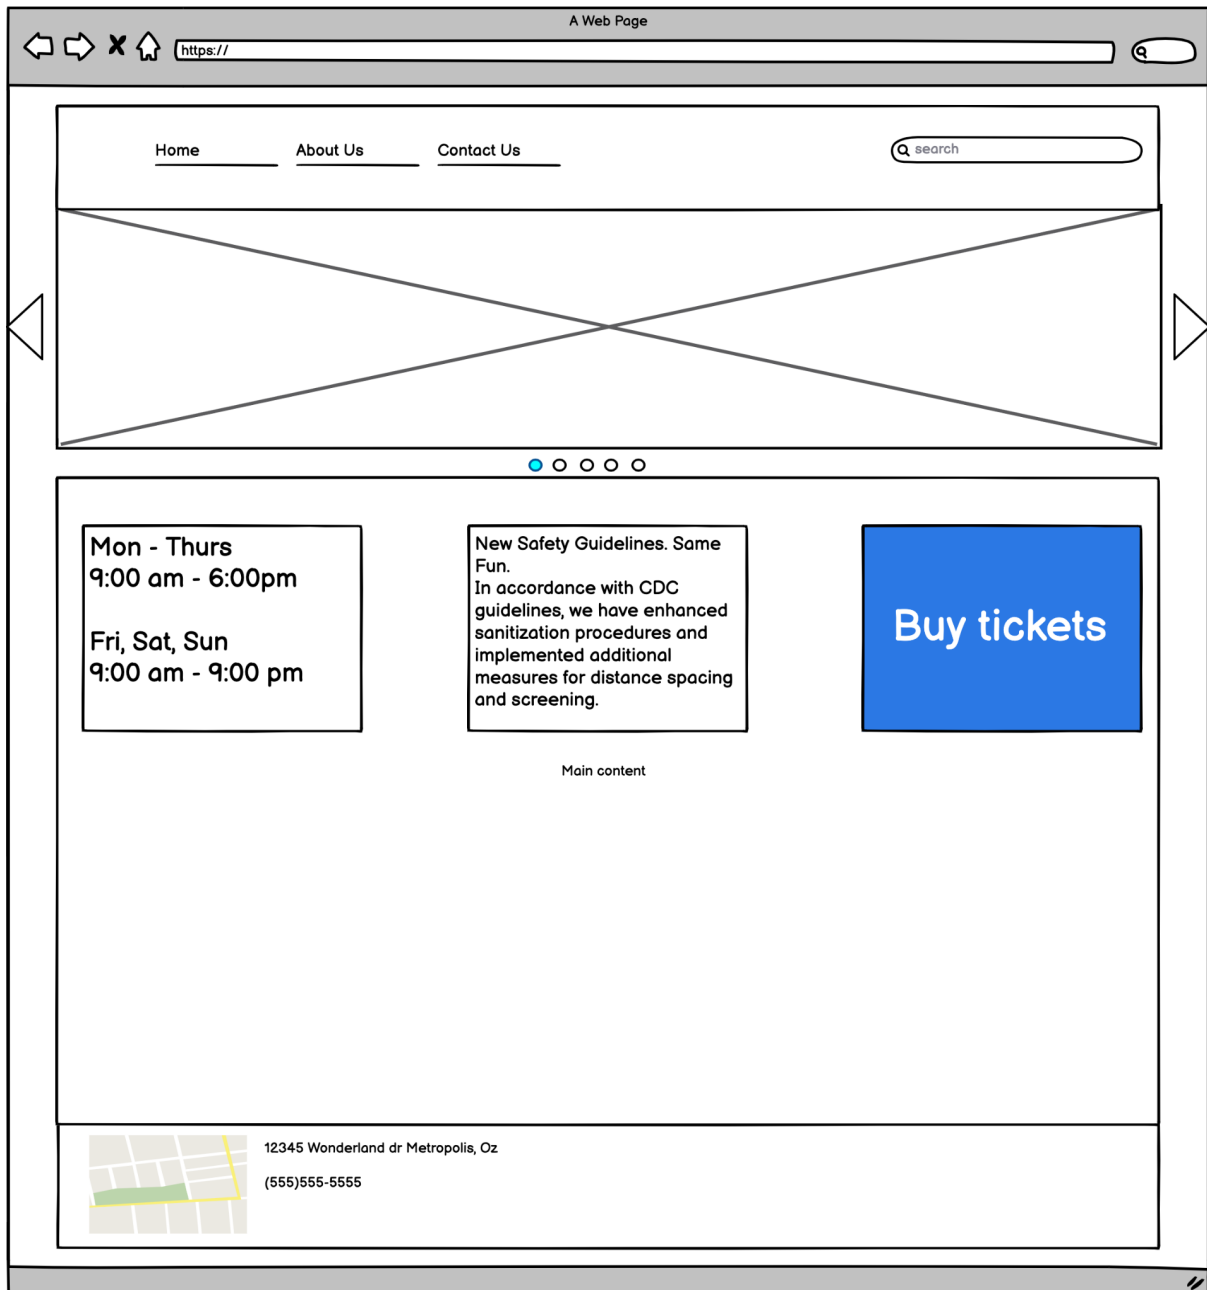 A Web Page
https://
Home About Us Contact Us search
Mon - Thurs
9:00 am - 6:00pm
Fri, Sat, Sun
9:00 am - 9:00 pm
New Safety Guidelines. Same
Fun.
In accordance with CDC
guidelines, we have enhanced
sanitization procedures and
implemented additional
measures for distance spacing
and screening.
Buy tickets
Main content
12345 Wonderland dr Metropolis, Oz
(555)555-5555